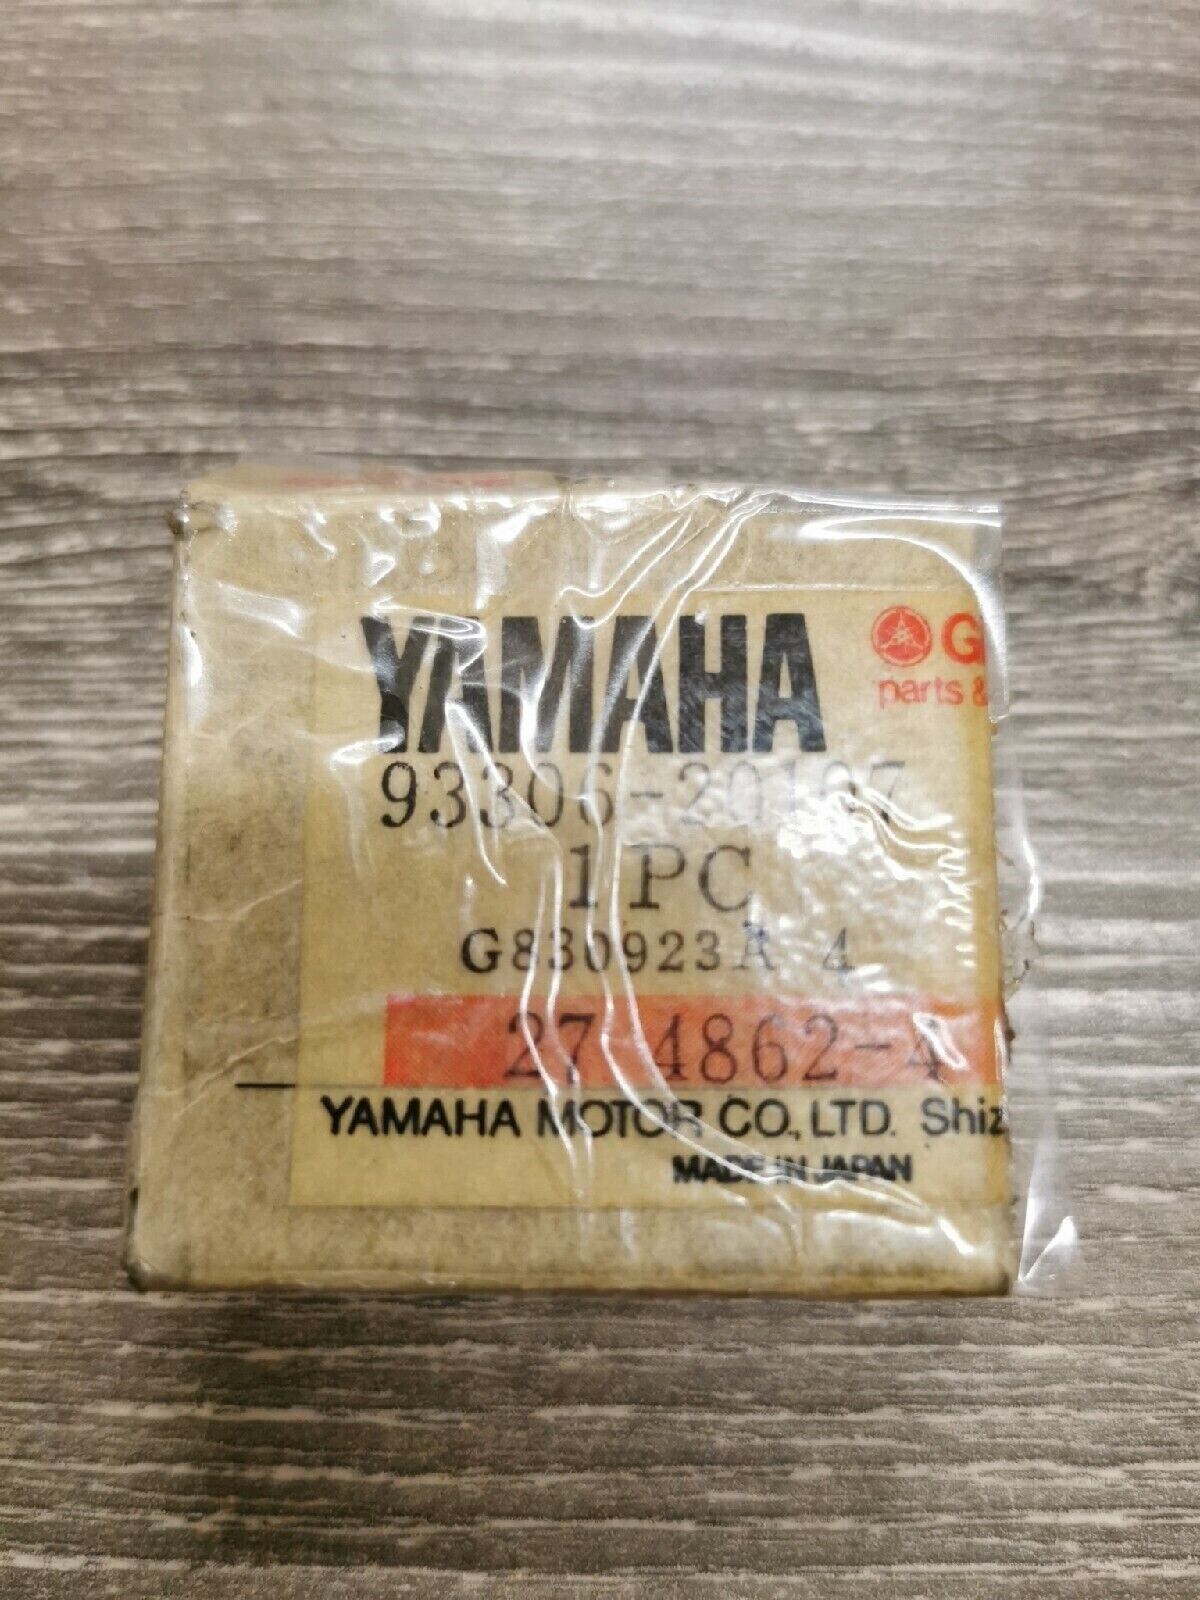 YAMAHA
G
parts &
93306-20107
1PC
G830923R 4
27-4862-4
YAMAHA MOTOR CO., LTD. Shiz
MADE IN JAPAN